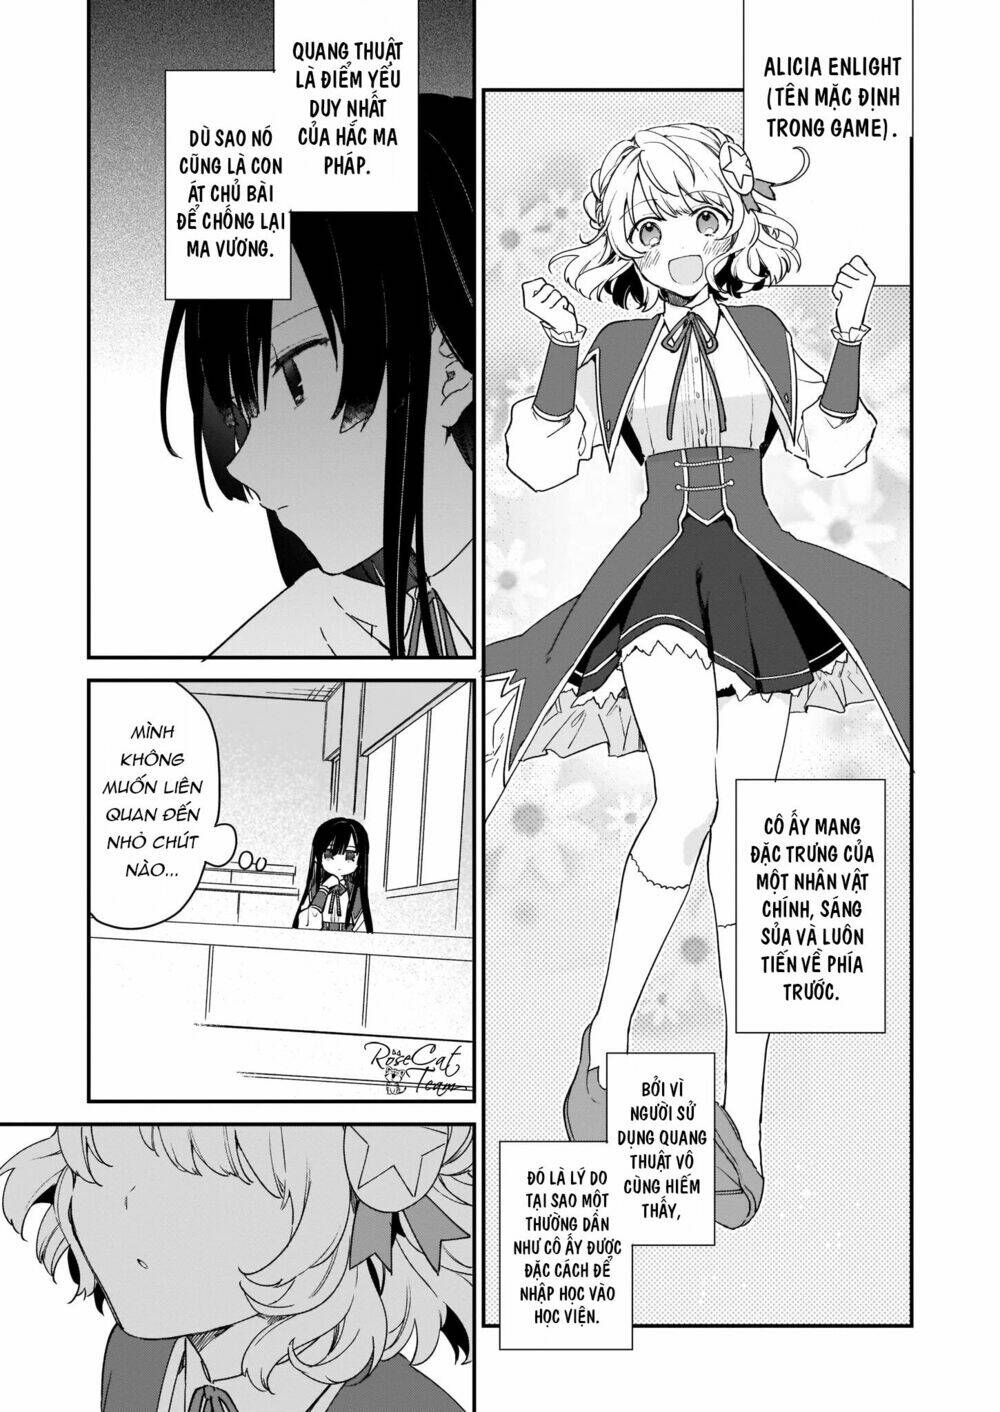 ALICIA ENLIGHT
(TÊN MẶC ĐỊNH
TRONG GAME).
CÔ ẤY MANG
ĐẶC TRƯNG CỦA
MỘT NHÂN VẬT
CHÍNH, SÁNG
SỦA VÀ LUÔN
TIẾN VỀ PHÍA
TRƯỚC.
BỞI VÌ
NGƯỜI SỬ
DỤNG QUANG
THUẬT VÔ
CÙNG HIẾM
THẤY,
ĐÓ LÀ LÝ DO
TẠI SAO MỘT
THƯỜNG DẪN
NHƯ CÔ ẤY ĐƯỢC
ĐẶC CÁCH ĐỂ
NHẬP HỌC VÀO
HỌC VIỆN.
QUANG THUẬT
LÀ ĐIỂM YẾU
DUY NHẤT
CỦA HẮC MA
PHÁP.
DÙ SAO NÓ
CŨNG LÀ CON
ÁT CHỦ BÀI
ĐỂ CHỐNG LẠI
MA VƯƠNG.
MÌNH
KHÔNG
MUỐN LIÊN
QUAN ĐẾN
NHỎ CHÚT
NÀO...
RoseCat
Team